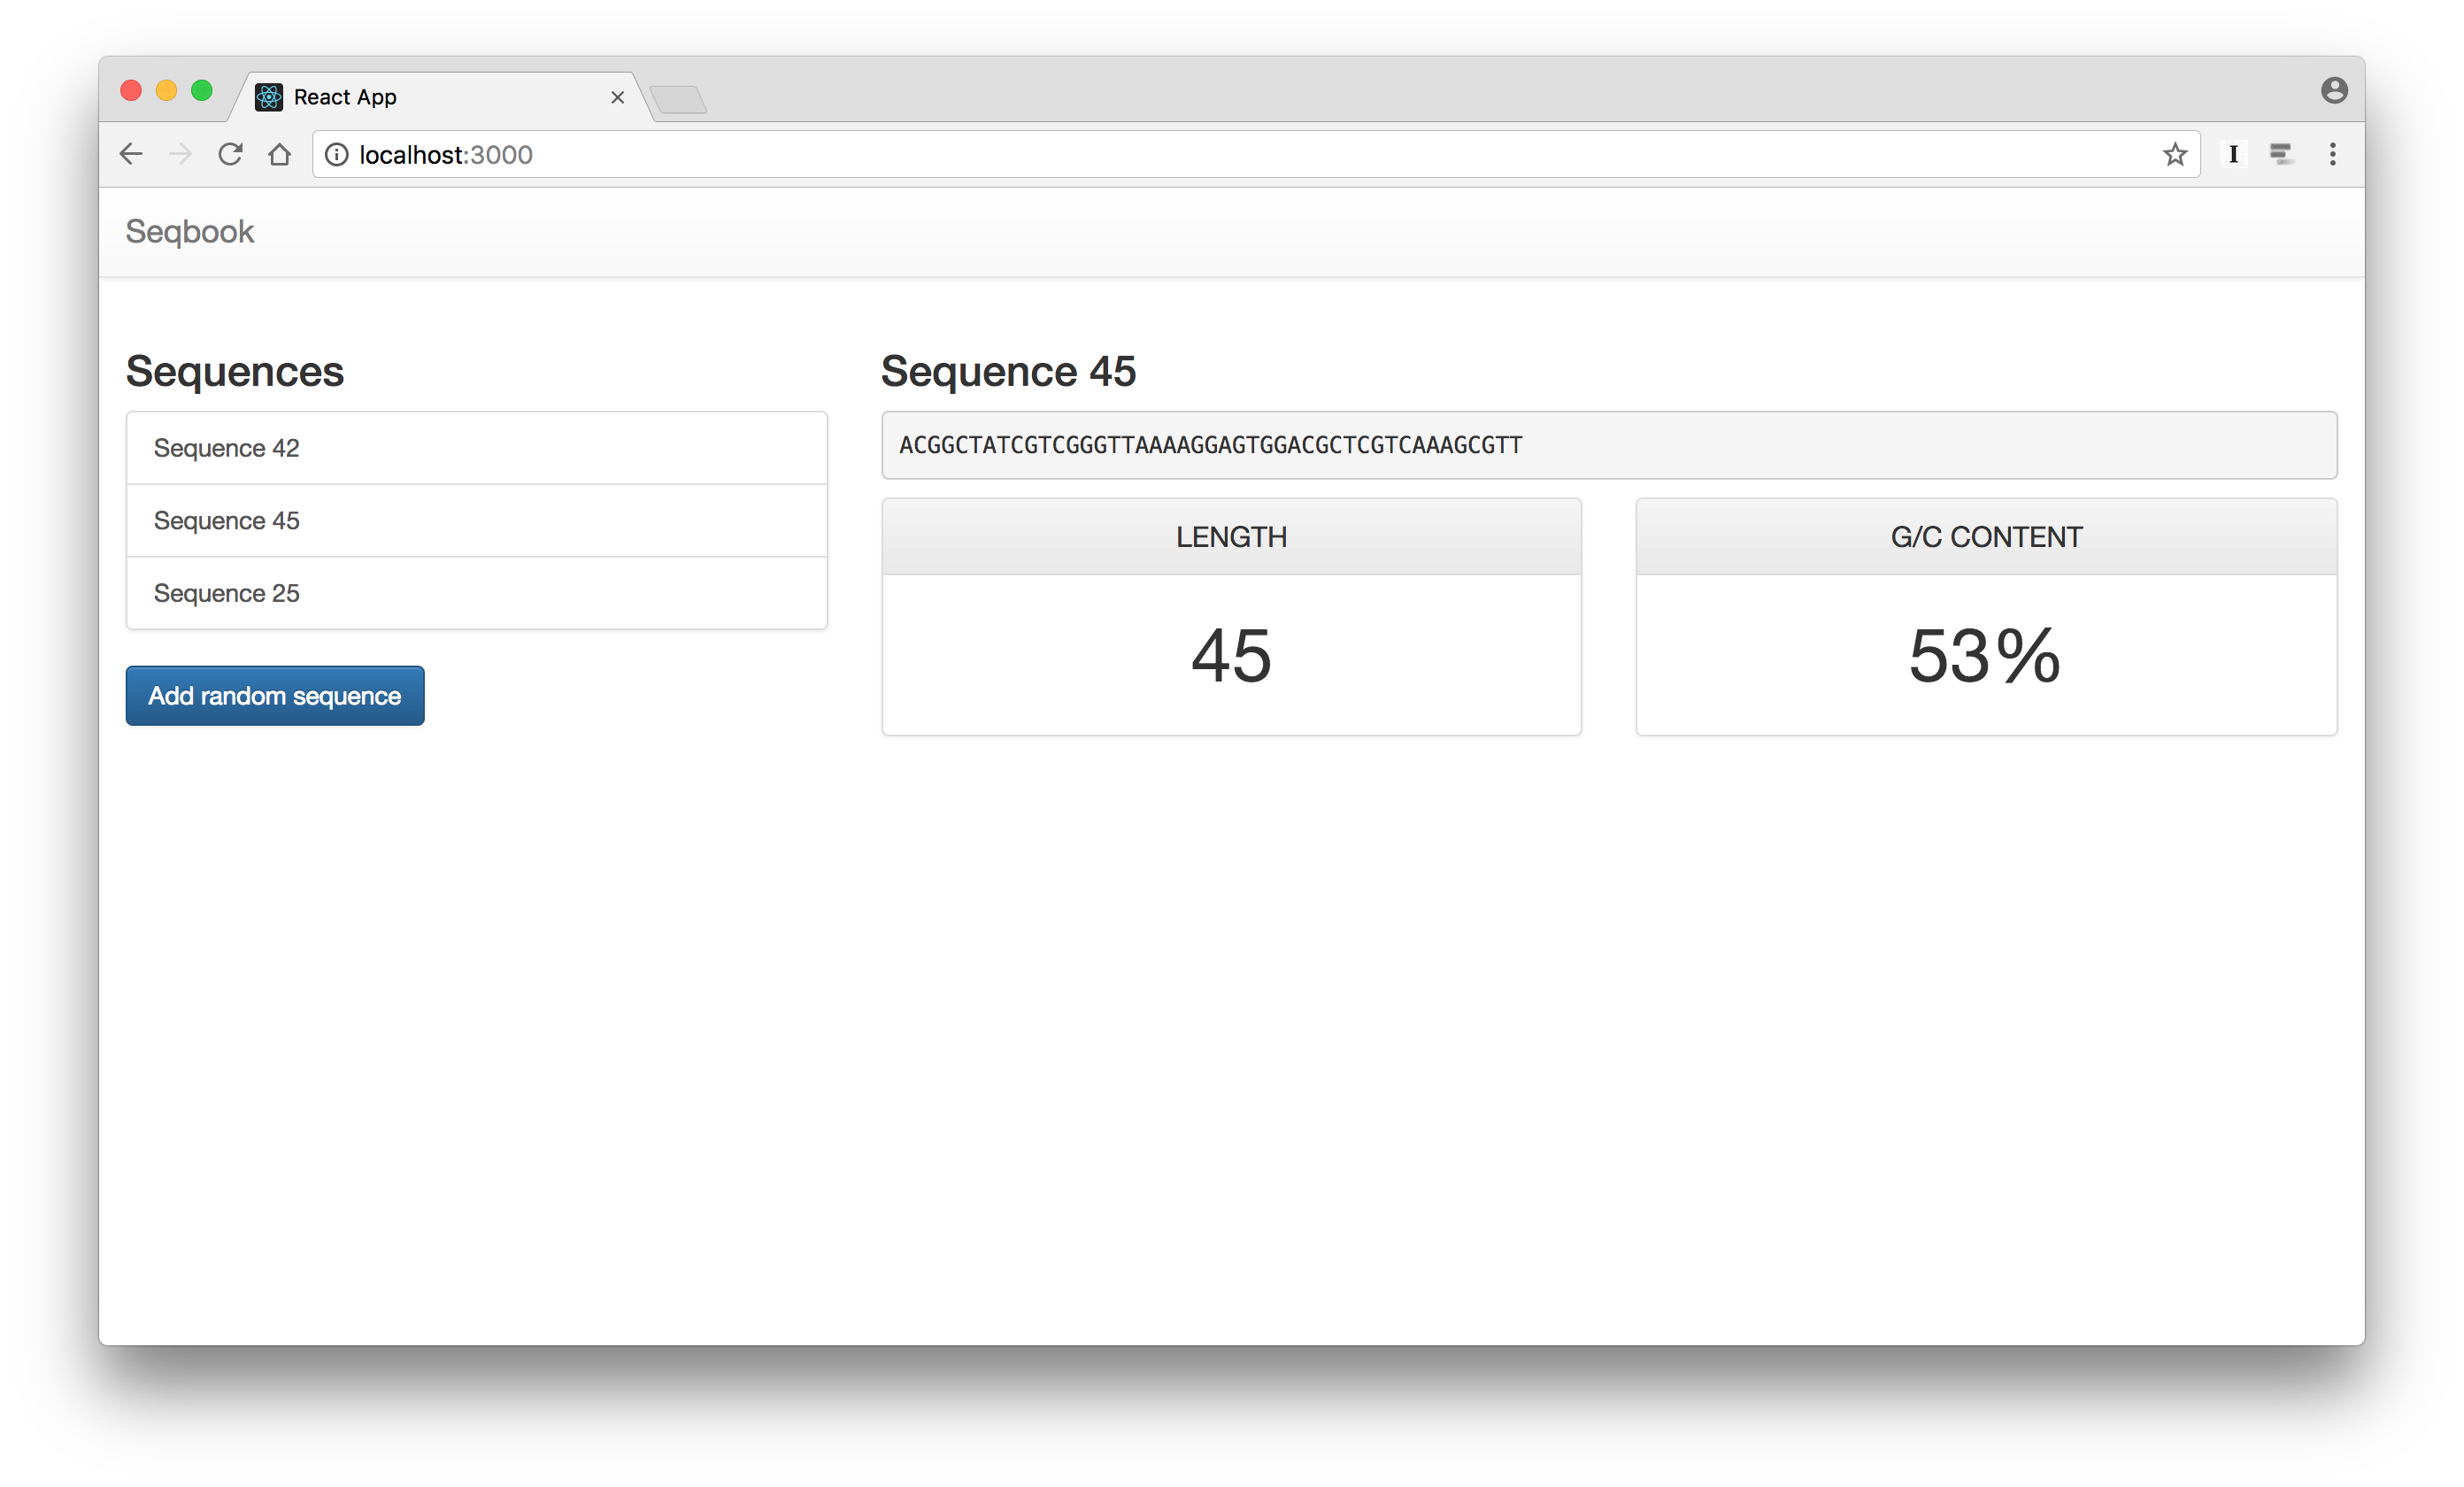 React App
localhost:3000
I
Seqbook
Sequences
Sequence 42
Sequence 45
Sequence 25
Add random sequence
Sequence 45
ACGGCTATCGTCGGGTTAAAAGGAGTGGACGCTCGTCAAAGCGTT
LENGTH
45
G/C CONTENT
53%